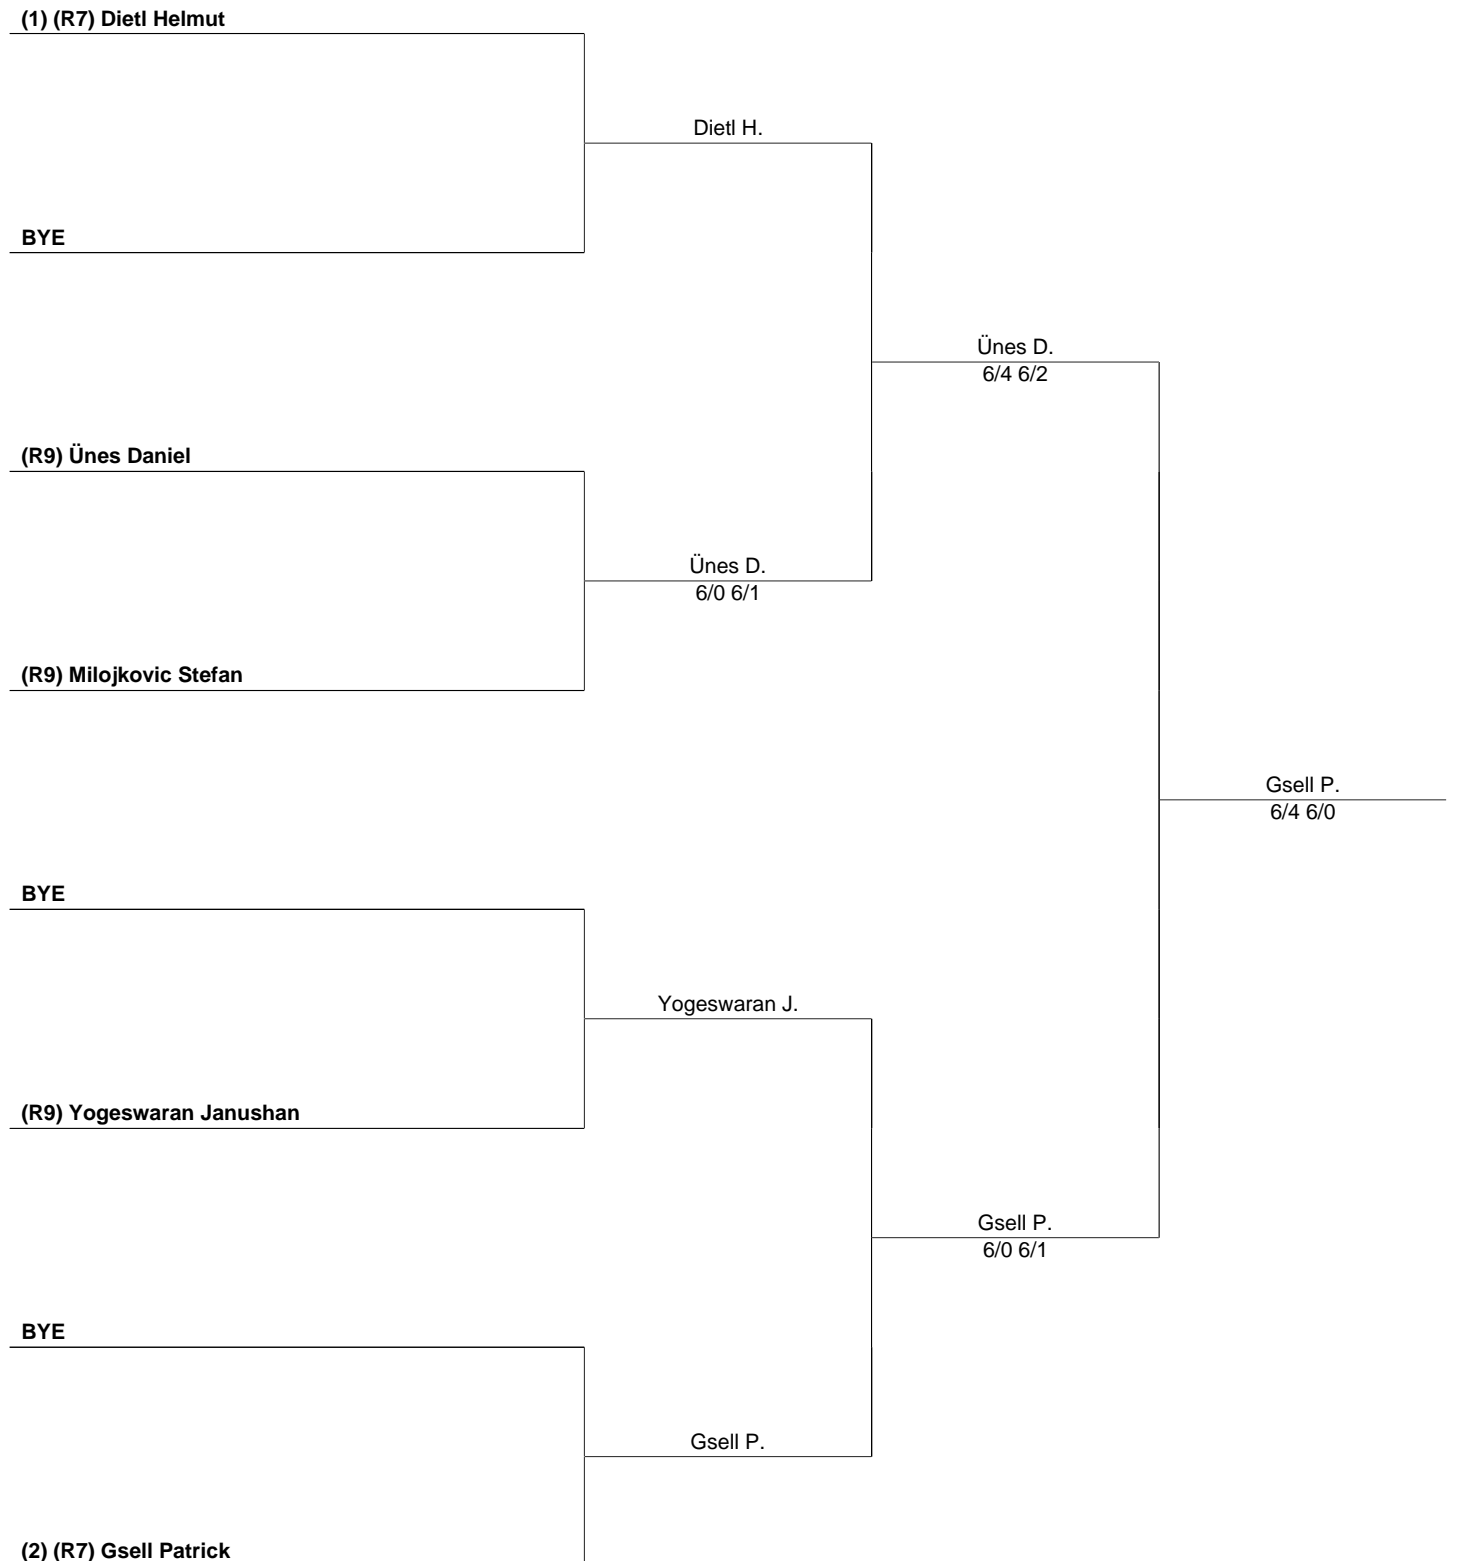 (1) (R7) Dietl Helmut
Dietl H.
BYE
Ünes D.
6/4 6/2
(R9) Ünes Daniel
Ünes D.
6/0 6/1
(R9) Milojkovic Stefan
Gsell P.
6/4 6/0
BYE
Yogeswaran J.
(R9) Yogeswaran Janushan
Gsell P.
6/0 6/1
BYE
Gsell P.
(2) (R7) Gsell Patrick